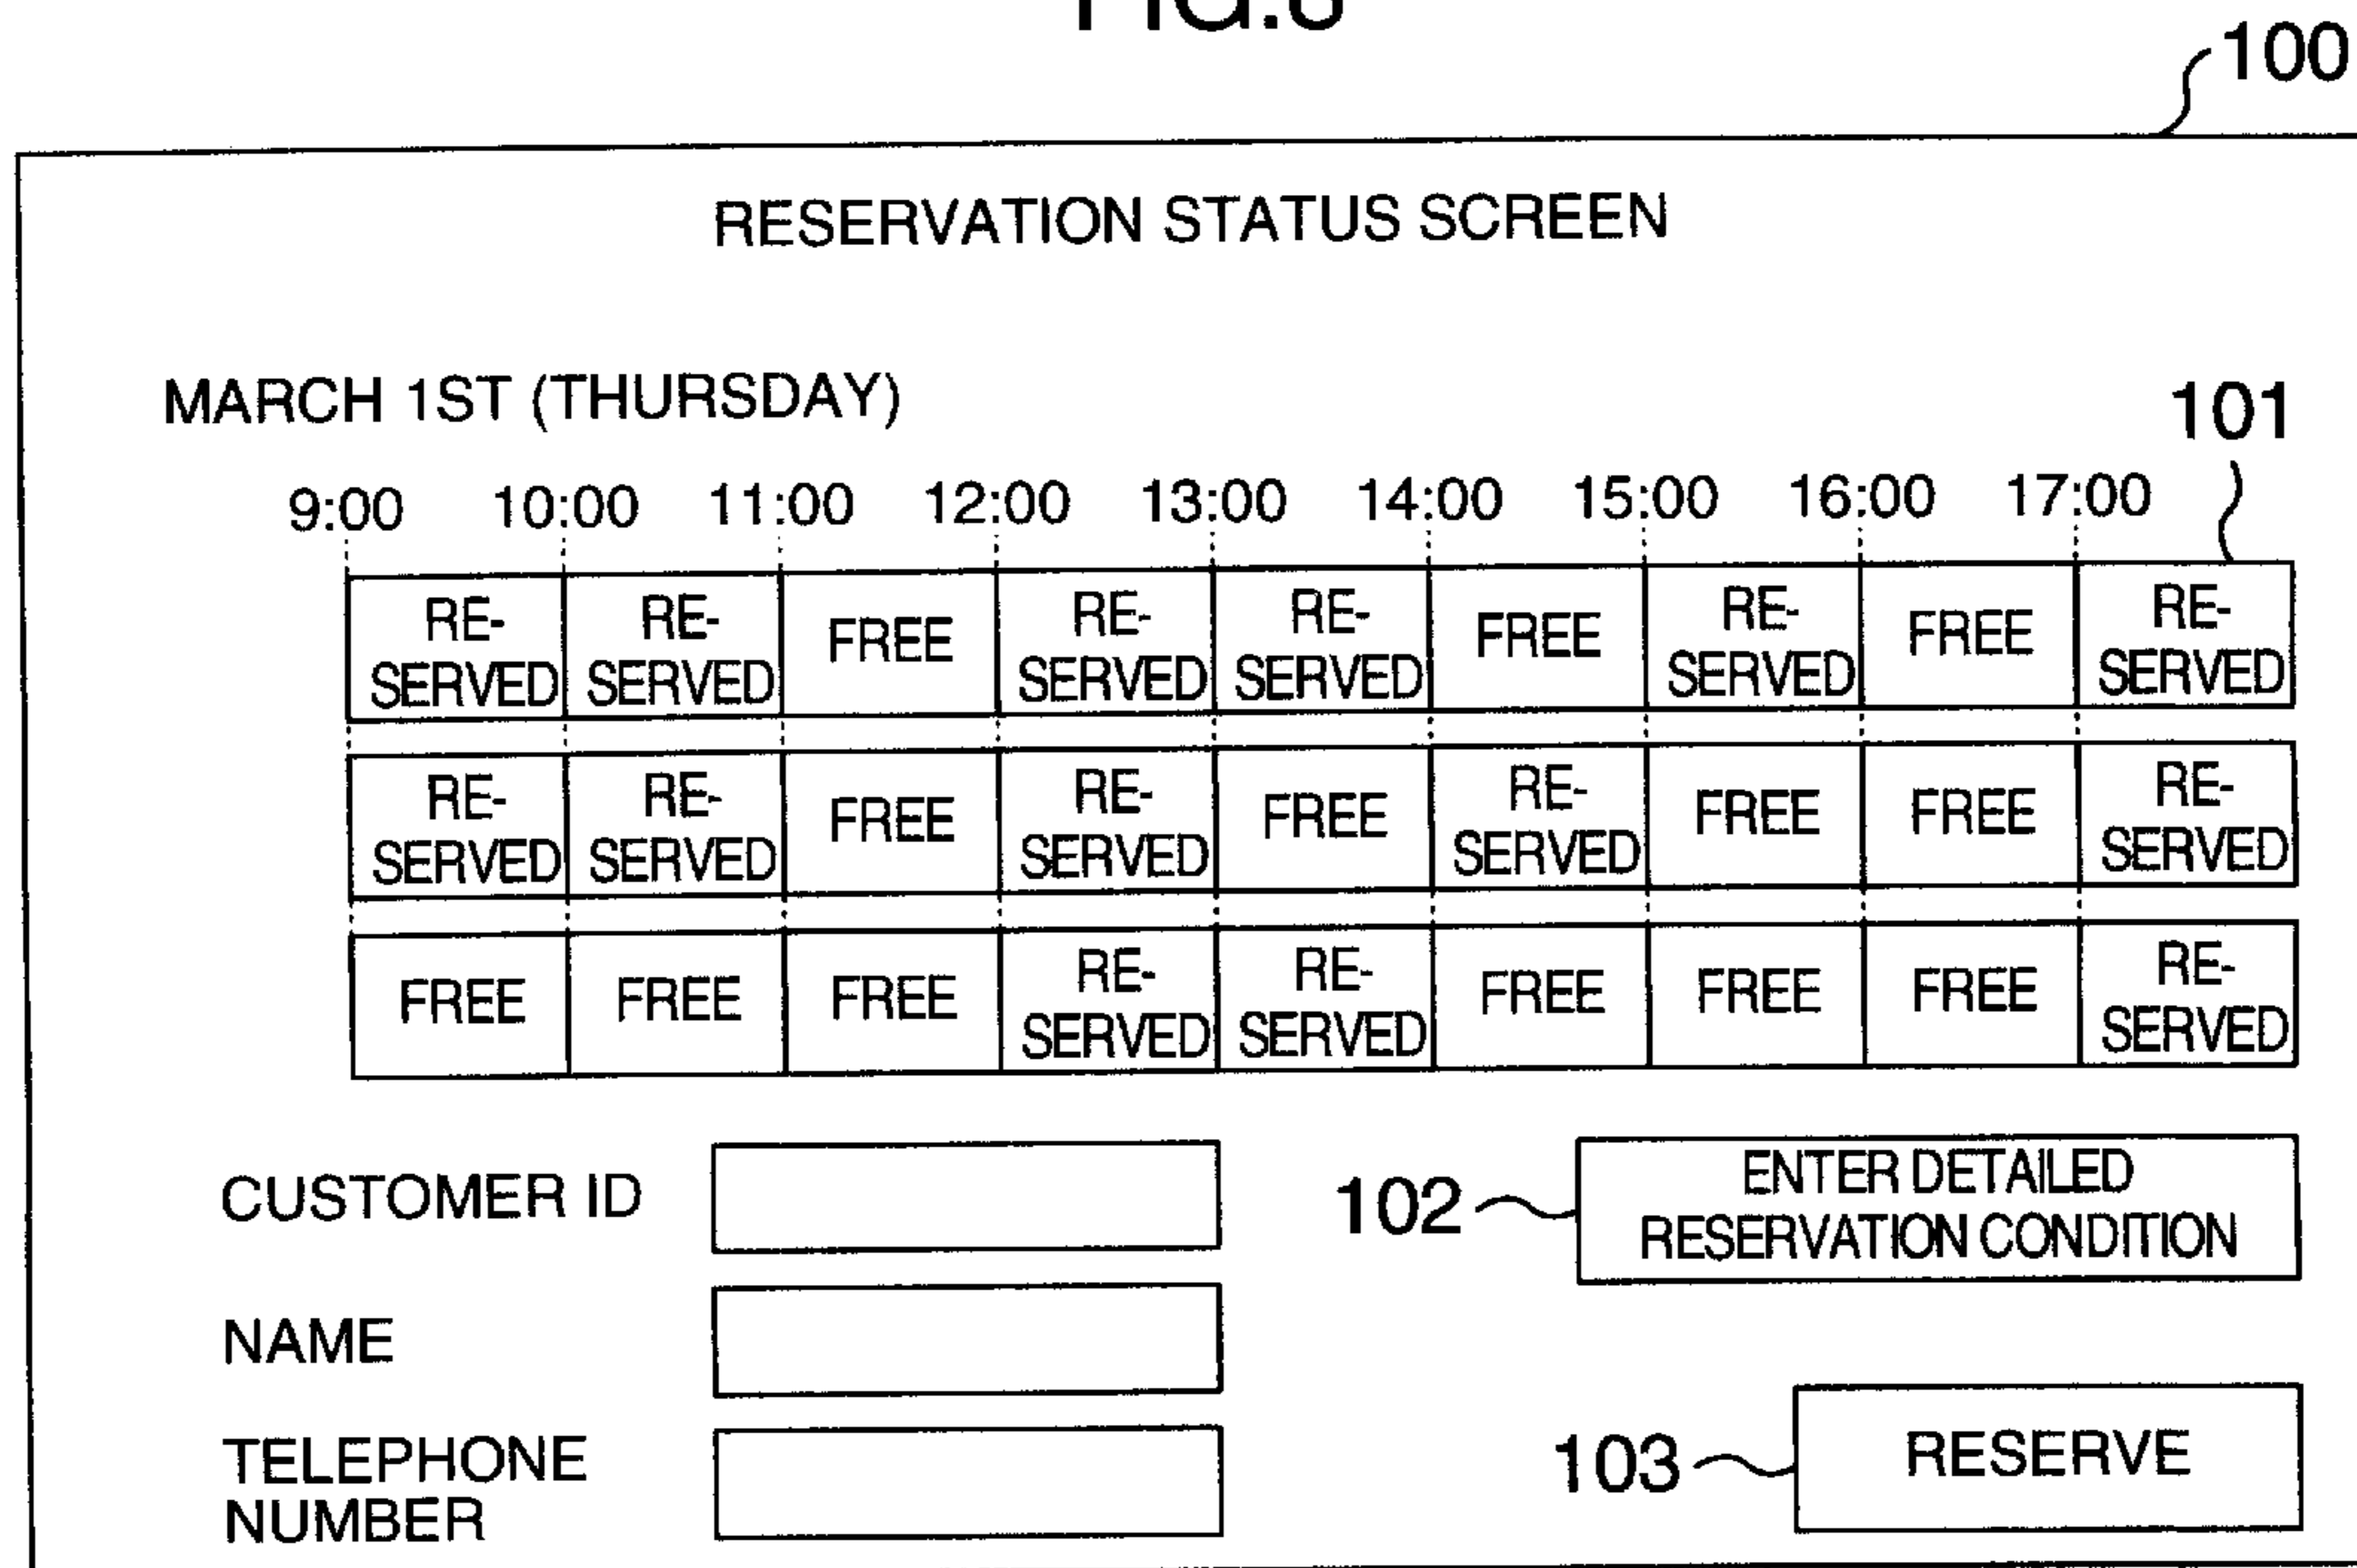 100
RESERVATION STATUS SCREEN
MARCH 1ST (THURSDAY)
101
9:00 10:00 11:00 12:00 13:00 14:00 15:00 16:00 17:00
RE- RE- FREE RE- RE- FREE RE- FREE RE-
SERVED SERVED SERVED SERVED SERVED SERVED
RE- RE- FREE RE- FREE RE- FREE FREE RE-
SERVED SERVED SERVED SERVED SERVED
FREE FREE FREE RE- RE- FREE FREE FREE RE-
SERVED SERVED SERVED
CUSTOMER ID
102
ENTER DETAILED
RESERVATION CONDITION
NAME
TELEPHONE
NUMBER
103
RESERVE